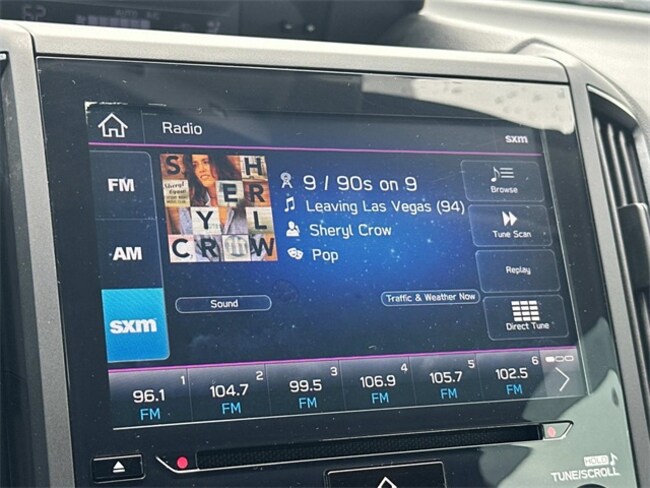 AUTO
Radio
sxm
FM
AM
sxm
SHERYL CROW
9 / 90s on 9
Leaving Las Vegas (94)
Sheryl Crow
Pop
Browse
Tune Scan
Replay
Direct Tune
Sound
Traffic & Weather Now
1
96.1
FM
2
104.7
FM
3
99.5
FM
4
106.9
FM
5
105.7
FM
6
102.5
FM
HOLD
TUNE/SCROLL